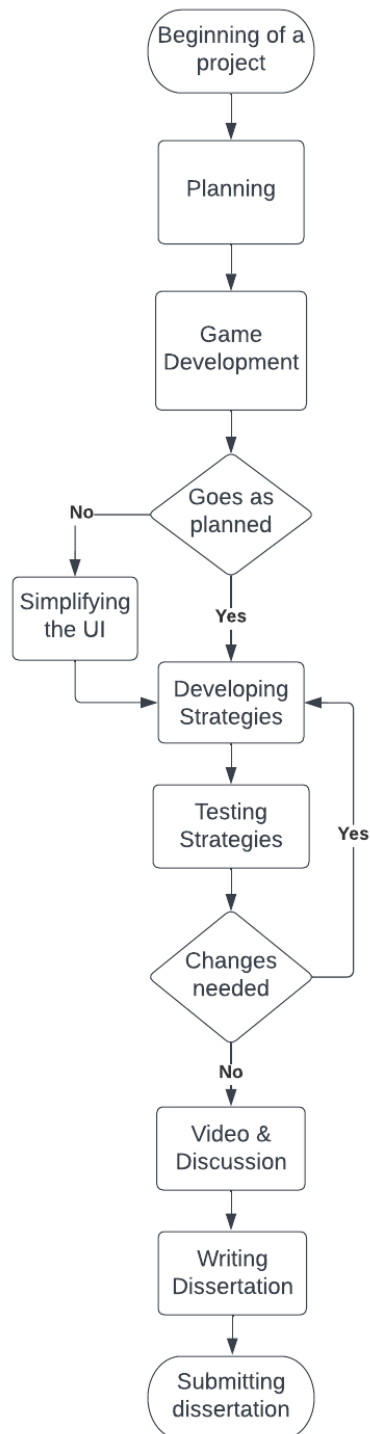 Beginning of a
project
Planning
Game
Development
Goes as
planned
No
Simplifying
the UI
Yes
Developing
Strategies
Testing
Strategies
Yes
Changes
needed
No
Video &
Discussion
Writing
Dissertation
Submitting
dissertation